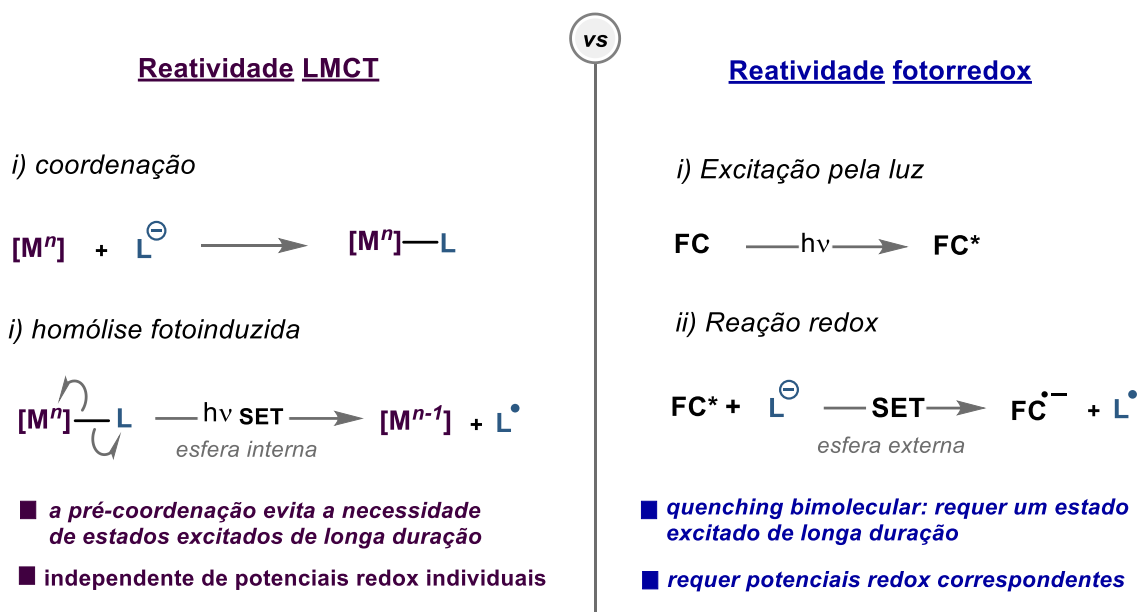 vs
Reatividade LMCT
i) coordenação
[Mⁿ] + L⊖ [Mⁿ]—L
i) homólise fotoinduzida
[Mⁿ]—L hν SET [Mⁿ⁻¹] + L•
esfera interna
a pré-coordenação evita a necessidade
de estados excitados de longa duração
independente de potenciais redox individuais
Reatividade fotorredox
i) Excitação pela luz
FC hν FC*
ii) Reação redox
FC* + L⊖ SET FC•− + L•
esfera externa
quenching bimolecular: requer um estado
excitado de longa duração
requer potenciais redox correspondentes